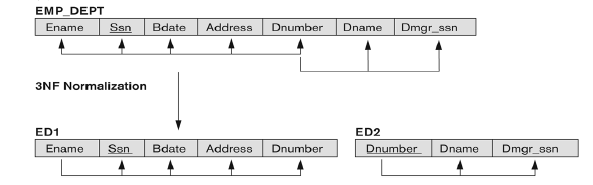 EMP_DEPT
Ename Ssn Bdate Address Dnumber Dname Dmgr_ssn
3NF Normalization
ED1
Ename Ssn Bdate Address Dnumber
ED2
Dnumber Dname Dmgr_ssn